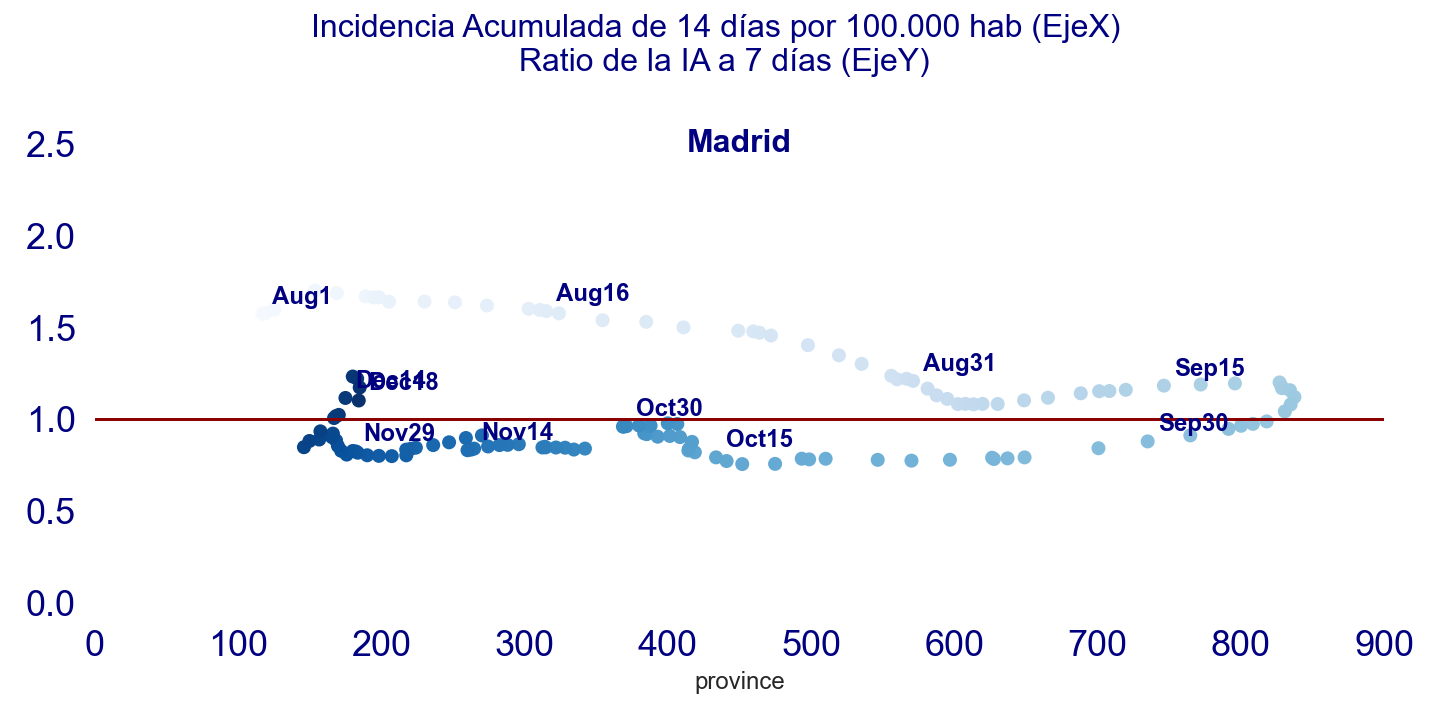 Incidencia Acumulada de 14 días por 100.000 hab (EjeX)
Ratio de la IA a 7 días (EjeY)
Madrid
2.5
2.0
1.5
1.0
0.5
0.0
Aug1
Aug16
Aug31
Sep15
Sep30
Oct15
Oct30
Nov14
Nov29
Dec14
0 100 200 300 400 500 600 700 800 900
province